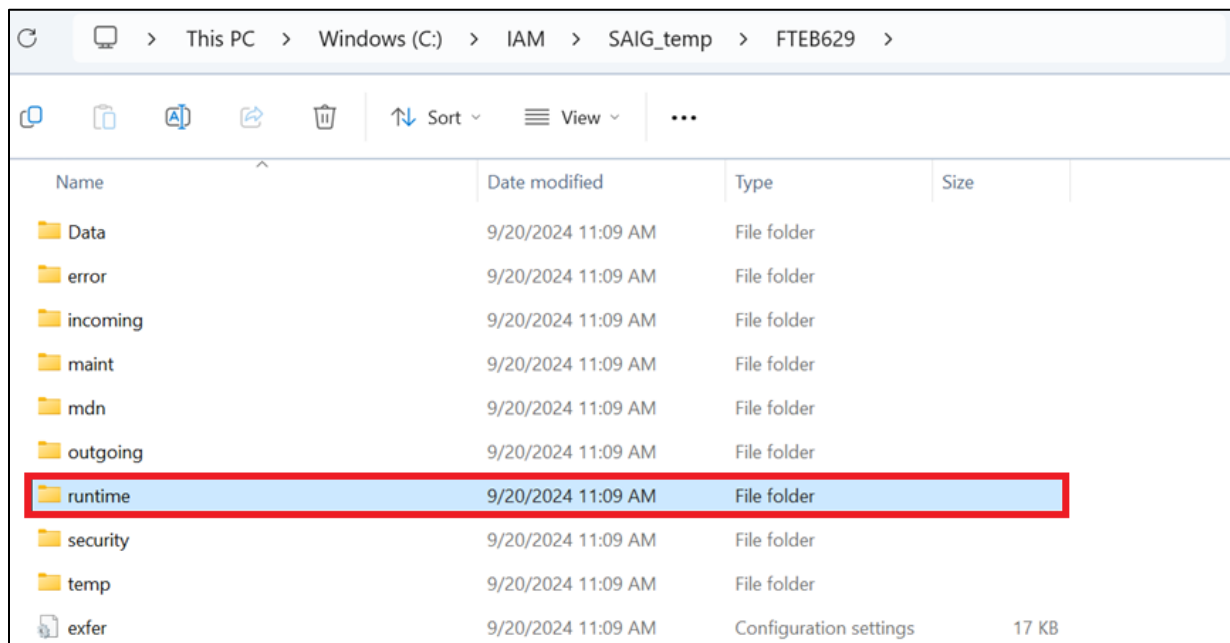 This PC > Windows (C:) > IAM > SAIG_temp > FTEB629 >
Sort View ...
Name Date modified Type Size
Data 9/20/2024 11:09 AM File folder
error 9/20/2024 11:09 AM File folder
incoming 9/20/2024 11:09 AM File folder
maint 9/20/2024 11:09 AM File folder
mdn 9/20/2024 11:09 AM File folder
outgoing 9/20/2024 11:09 AM File folder
runtime 9/20/2024 11:09 AM File folder
security 9/20/2024 11:09 AM File folder
temp 9/20/2024 11:09 AM File folder
exfer 9/20/2024 11:09 AM Configuration settings 17 KB